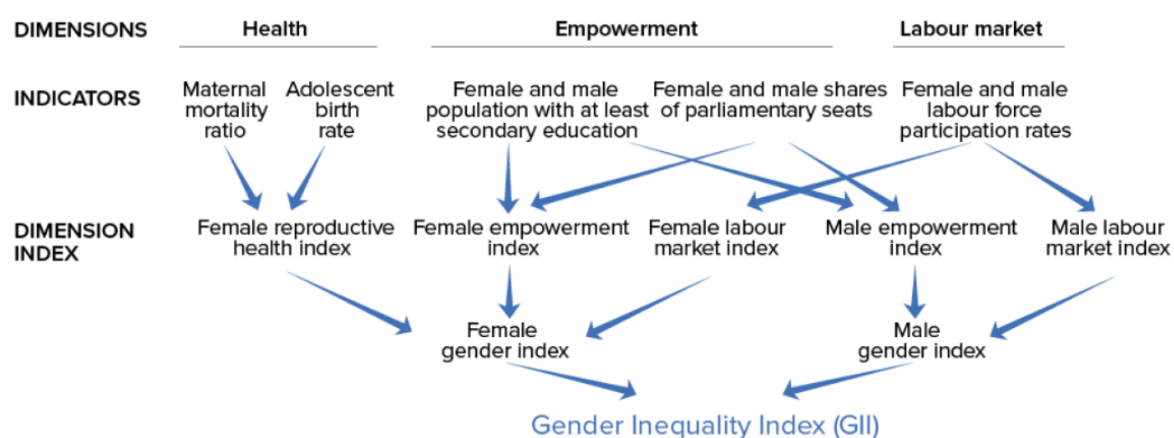 DIMENSIONS Health Empowerment Labour market
INDICATORS
Maternal
mortality
ratio
Adolescent
birth
rate
Female and male
population with at least
secondary education
Female and male shares
of parliamentary seats
Female and male
labour force
participation rates
DIMENSION
INDEX
Female reproductive
health index
Female empowerment
index
Female labour
market index
Male empowerment
index
Male labour
market index
Female
gender index
Male
gender index
Gender Inequality Index (GII)